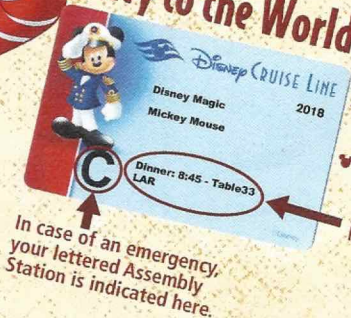 to the World
Disney CRUISE LINE
Disney Magic 2018
Mickey Mouse
C
Dinner: 8:45 - Table33
LAR
In case of an emergency,
your lettered Assembly
Station is indicated here.